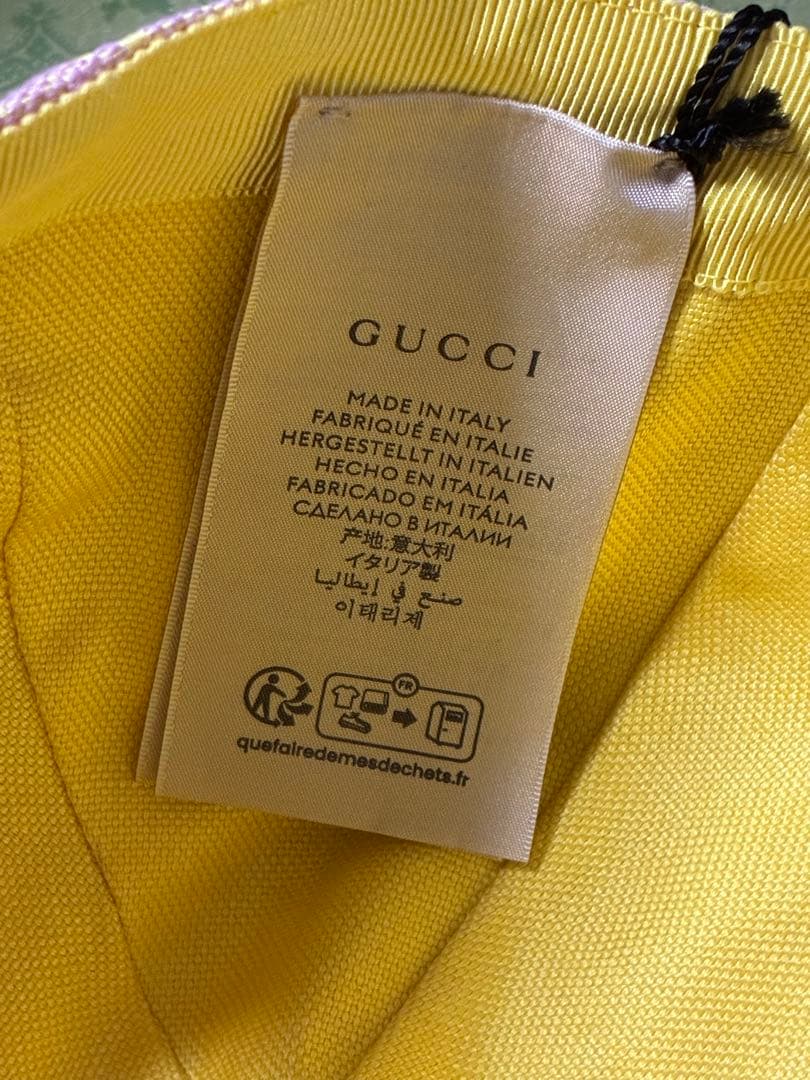 GUCCI
MADE IN ITALY
FABRIQUÉ EN ITALIE
HERGESTELLT IN ITALIEN
HECHO EN ITALIA
FABRICADO EM ITÁLIA
СДЕЛАНО В ИТАЛИИ
产地:意大利
イタリア製
صنع في إيطاليا
이태리제
FR
quefairedemesdechets.fr